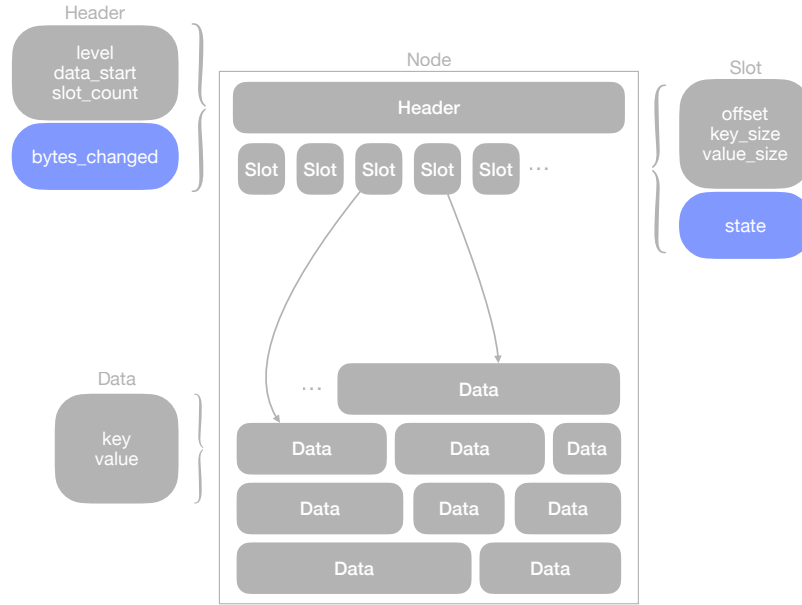 Header
level
data_start
slot_count
bytes_changed
Node
Header
Slot Slot Slot Slot Slot ...
Slot
offset
key_size
value_size
state
Data
key
value
... Data
Data Data Data
Data Data Data
Data Data